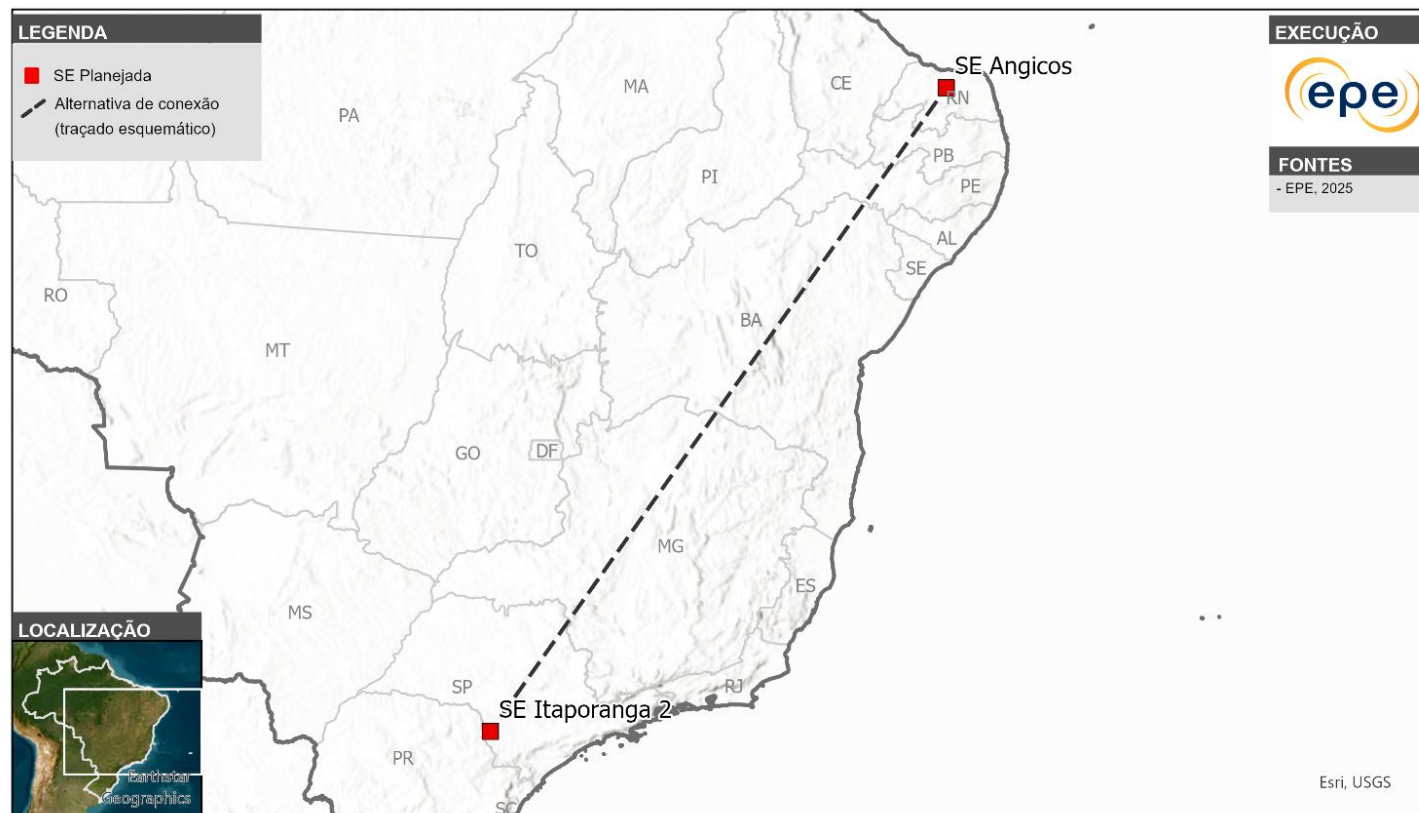 LEGENDA
SE Planejada
Alternativa de conexão
(traçado esquemático)
EXECUÇÃO
epe
FONTES
- EPE, 2025
SE Angicos
MA
CE
RN
PA
PI
PB
PE
TO
AL
SE
RO
BA
MT
GO
DF
MG
ES
MS
SP
RJ
SE Itaporanga 2
PR
SC
LOCALIZAÇÃO
Earthstar
Geographics
Esri, USGS